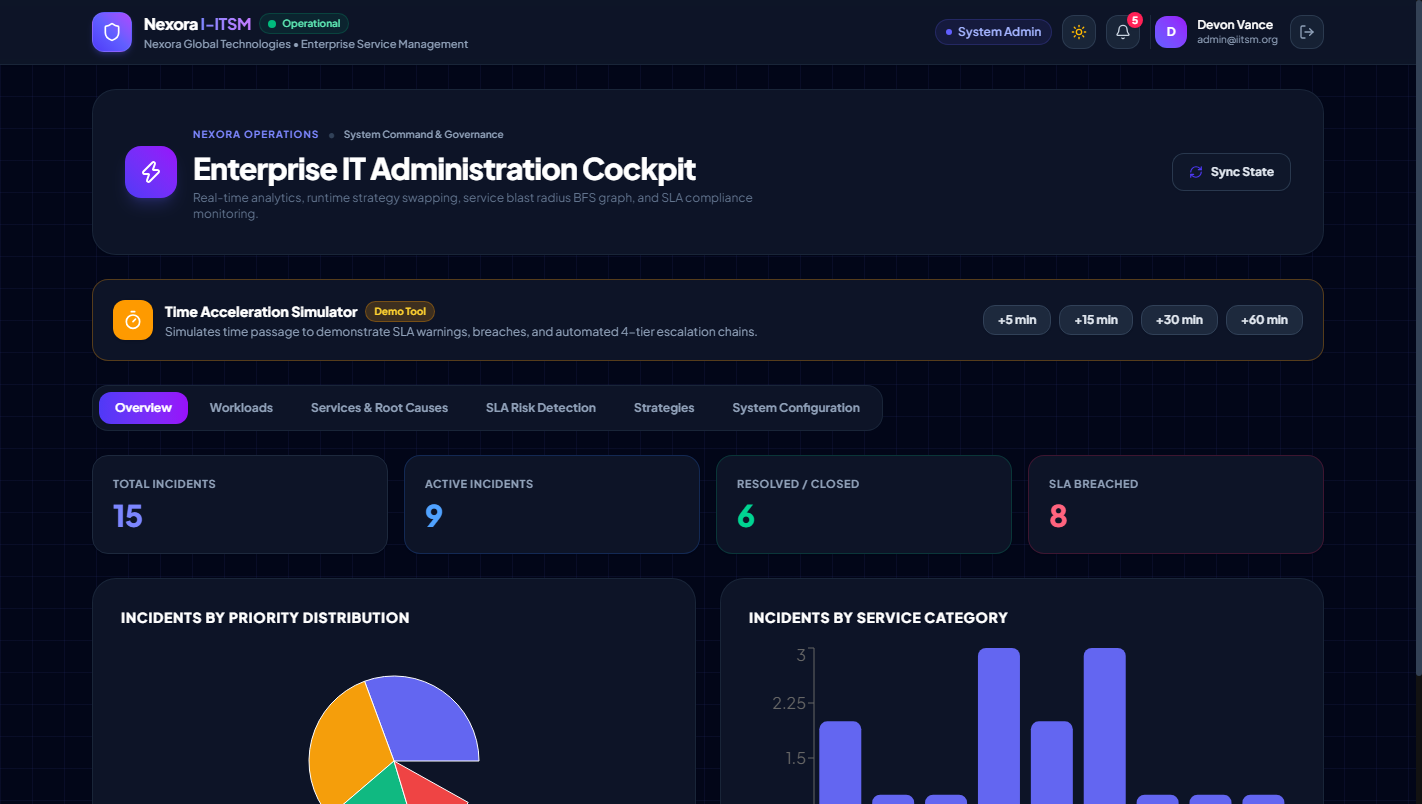 Nexora I-ITSM Operational
Nexora Global Technologies • Enterprise Service Management
System Admin
5
D
Devon Vance
admin@iitsm.org
NEXORA OPERATIONS • System Command & Governance
Enterprise IT Administration Cockpit
Real-time analytics, runtime strategy swapping, service blast radius BFS graph, and SLA compliance
monitoring.
Sync State
Time Acceleration Simulator Demo Tool
Simulates time passage to demonstrate SLA warnings, breaches, and automated 4-tier escalation chains.
+5 min +15 min +30 min +60 min
Overview Workloads Services & Root Causes SLA Risk Detection Strategies System Configuration
TOTAL INCIDENTS
15
ACTIVE INCIDENTS
9
RESOLVED / CLOSED
6
SLA BREACHED
8
INCIDENTS BY PRIORITY DISTRIBUTION
INCIDENTS BY SERVICE CATEGORY
3
2.25
1.5